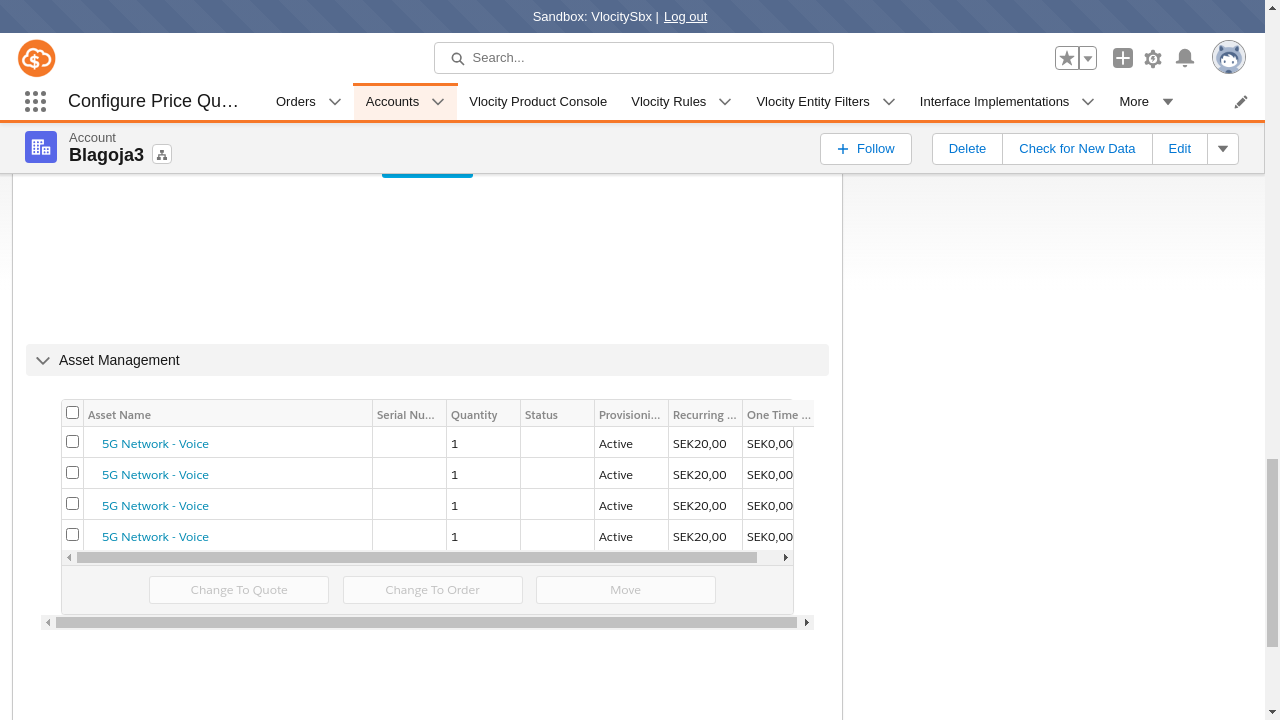 Sandbox: VlocitySbx | Log out
Search...
Configure Price Qu... Orders Accounts Vlocity Product Console Vlocity Rules Vlocity Entity Filters Interface Implementations More
Account
Blagoja3
Follow Delete Check for New Data Edit
Asset Management
Asset Name Serial Nu... Quantity Status Provisioni... Recurring ... One Time ...
5G Network - Voice 1 Active SEK20,00 SEK0,00
5G Network - Voice 1 Active SEK20,00 SEK0,00
5G Network - Voice 1 Active SEK20,00 SEK0,00
5G Network - Voice 1 Active SEK20,00 SEK0,00
Change To Quote Change To Order Move